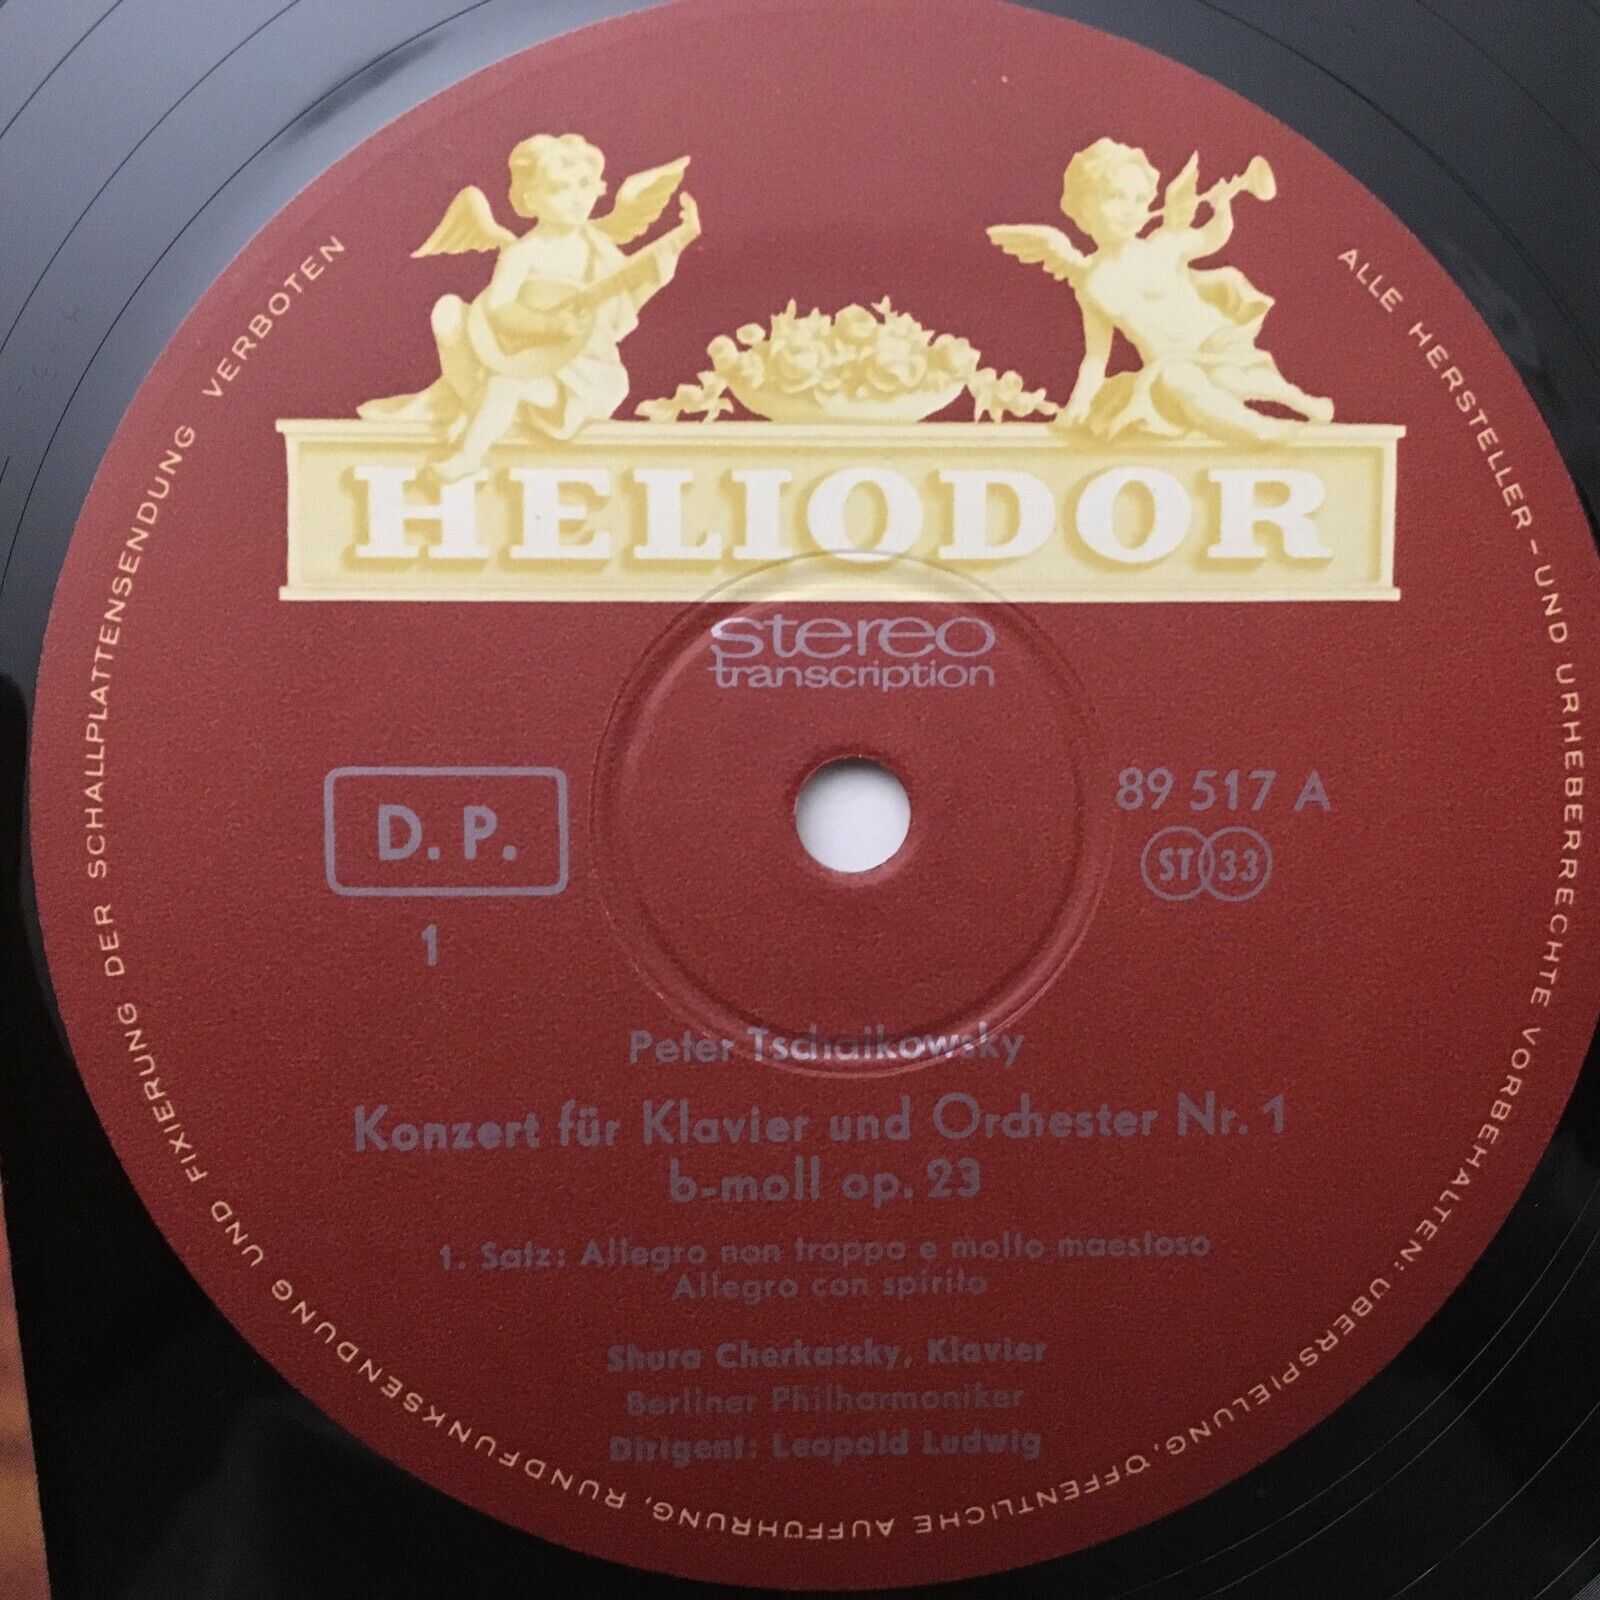 HELIODOR
stereo
transcription
D. P.
1
89 517 A
ST 33
Peter Tschaikowsky
Konzert für Klavier und Orchester Nr. 1
b-moll op. 23
1. Satz: Allegro non troppo e molto maestoso
Allegro con spirito
Shura Cherkassky, Klavier
Berliner Philharmoniker
Dirigent: Leopold Ludwig
ALLE HERSTELLER-UND URHEBERRECHTE VORBEHALTEN: ÜBERSPIELUNG, ÖFFENTLICHE AUFFÜHRUNG, RUNDFUNKSENDUNG UND FIXIERUNG DER SCHALLPLATTENSENDUNG VERBOTEN